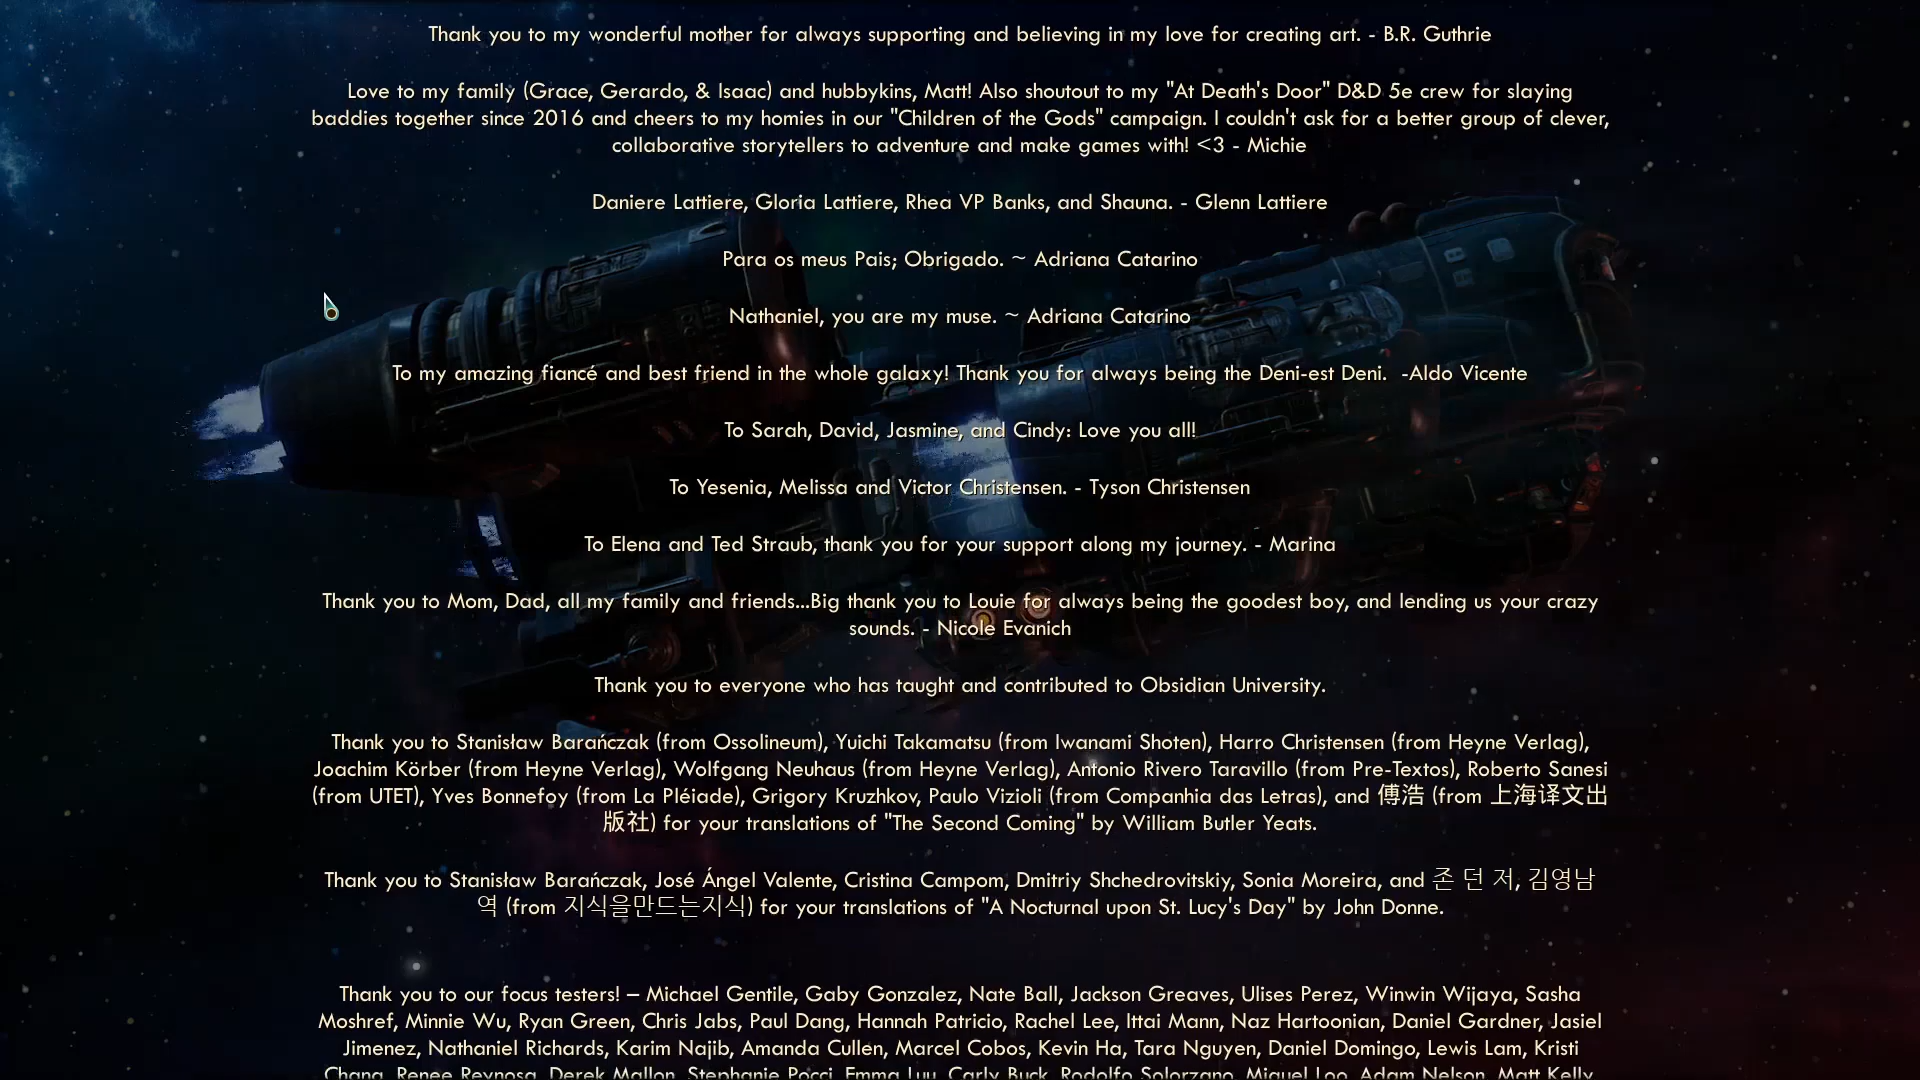 Thank you to my wonderful mother for always supporting and believing in my love for creating art. - B.R. Guthrie
Love to my family (Grace, Gerardo, & Isaac) and hubbykins, Matt! Also shoutout to my "At Death's Door" D&D 5e crew for slaying
baddies together since 2016 and cheers to my homies in our "Children of the Gods" campaign. I couldn't ask for a better group of clever,
collaborative storytellers to adventure and make games with! <3 - Michie
Daniere Lattiere, Gloria Lattiere, Rhea VP Banks, and Shauna. - Glenn Lattiere
Para os meus Pais; Obrigado. ~ Adriana Catarino
Nathaniel, you are my muse. ~ Adriana Catarino
To my amazing fiancé and best friend in the whole galaxy! Thank you for always being the Deni-est Deni.  -Aldo Vicente
To Sarah, David, Jasmine, and Cindy: Love you all!
To Yesenia, Melissa and Victor Christensen. - Tyson Christensen
To Elena and Ted Straub, thank you for your support along my journey. - Marina
Thank you to Mom, Dad, all my family and friends...Big thank you to Louie for always being the goodest boy, and lending us your crazy
sounds. - Nicole Evanich
Thank you to everyone who has taught and contributed to Obsidian University.
Thank you to Stanisław Barańczak (from Ossolineum), Yuichi Takamatsu (from Iwanami Shoten), Harro Christensen (from Heyne Verlag),
Joachim Körber (from Heyne Verlag), Wolfgang Neuhaus (from Heyne Verlag), Antonio Rivero Taravillo (from Pre-Textos), Roberto Sanesi
(from UTET), Yves Bonnefoy (from La Pléiade), Grigory Kruzhkov, Paulo Vizioli (from Companhia das Letras), and 傅浩 (from 上海译文出
版社) for your translations of "The Second Coming" by William Butler Yeats.
Thank you to Stanisław Barańczak, José Ángel Valente, Cristina Campom, Dmitriy Shchedrovitskiy, Sonia Moreira, and 존 던 저, 김영남
역 (from 지식을만드는지식) for your translations of "A Nocturnal upon St. Lucy's Day" by John Donne.
Thank you to our focus testers! – Michael Gentile, Gaby Gonzalez, Nate Ball, Jackson Greaves, Ulises Perez, Winwin Wijaya, Sasha
Moshref, Minnie Wu, Ryan Green, Chris Jabs, Paul Dang, Hannah Patricio, Rachel Lee, Ittai Mann, Naz Hartoonian, Daniel Gardner, Jasiel
Jimenez, Nathaniel Richards, Karim Najib, Amanda Cullen, Marcel Cobos, Kevin Ha, Tara Nguyen, Daniel Domingo, Lewis Lam, Kristi
Chang, Renee Reynosa, Derek Mallon, Stephanie Pocci, Emma Luu, Carly Buck, Rodolfo Solorzano, Miguel Loo, Adam Nelson, Matt Kelly,